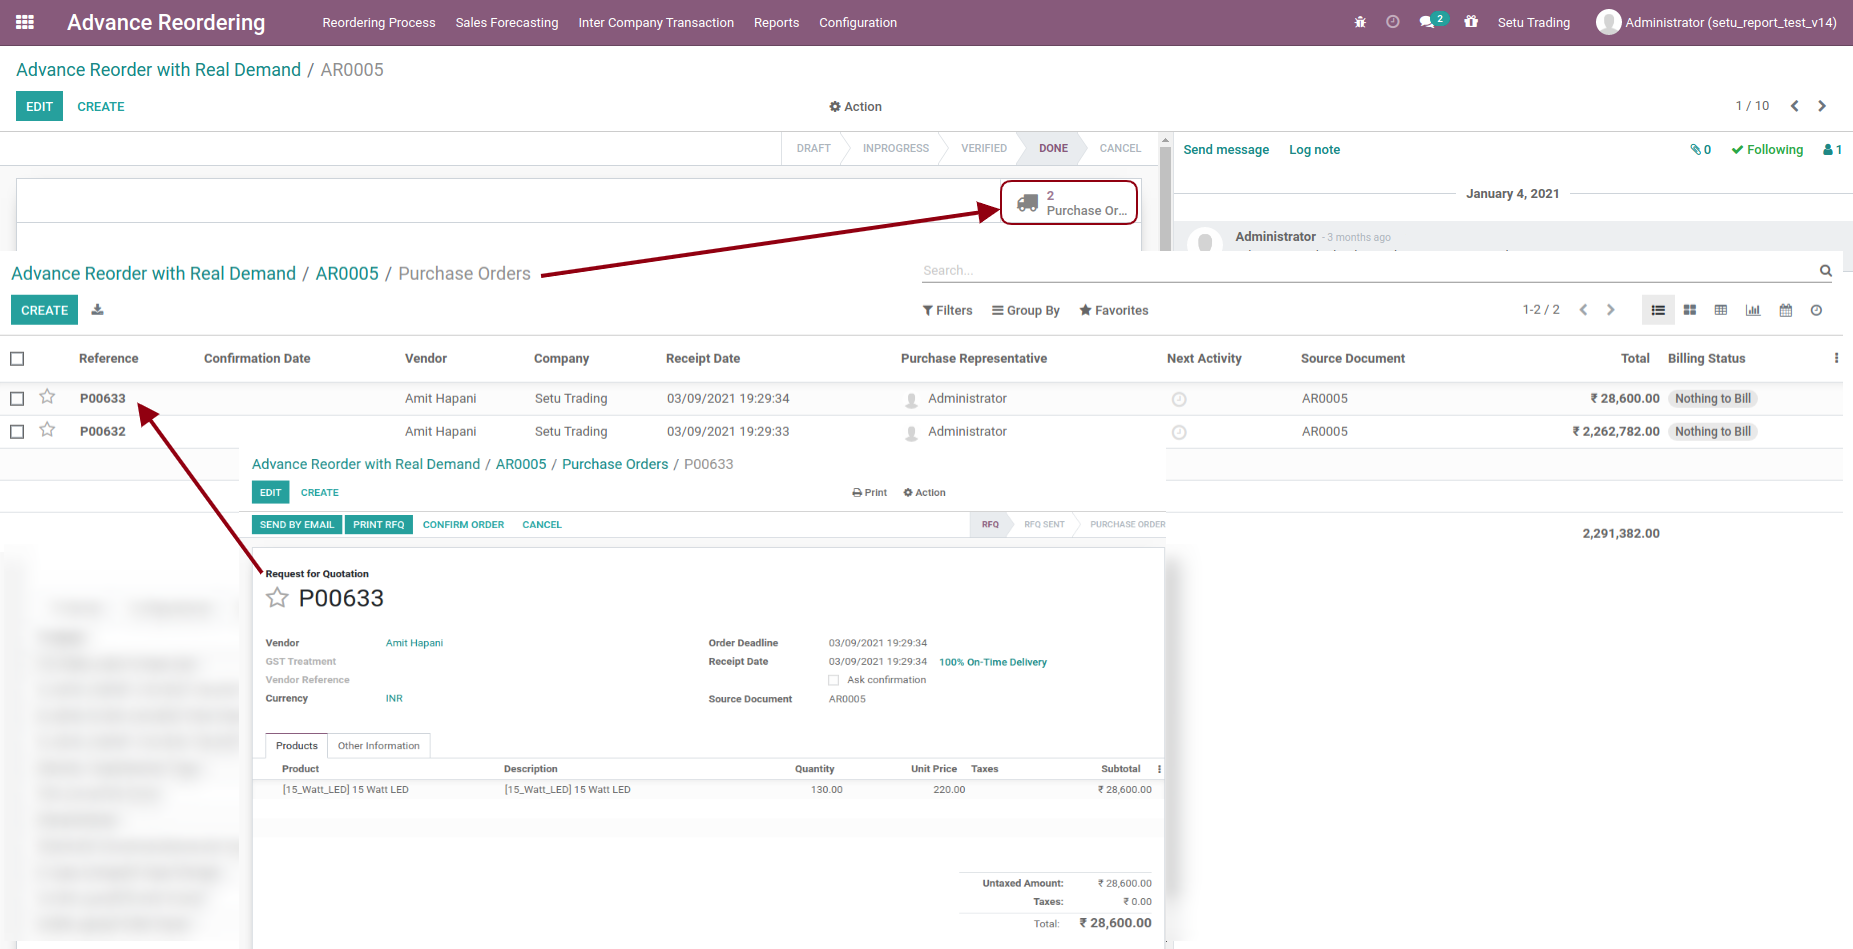 Advance Reordering Reordering Process Sales Forecasting Inter Company Transaction Reports Configuration 2 Setu Trading Administrator (setu_report_test_v14)
Advance Reorder with Real Demand / AR0005
EDIT CREATE Action 1 / 10
DRAFT INPROGRESS VERIFIED DONE CANCEL Send message Log note 0 Following 1
January 4, 2021
2
Purchase Or...
Administrator - 3 months ago
Advance Reorder with Real Demand / AR0005 / Purchase Orders Search...
CREATE Filters Group By Favorites 1-2 / 2
Reference Confirmation Date Vendor Company Receipt Date Purchase Representative Next Activity Source Document Total Billing Status
P00633 Amit Hapani Setu Trading 03/09/2021 19:29:34 Administrator AR0005 ₹ 28,600.00 Nothing to Bill
P00632 Amit Hapani Setu Trading 03/09/2021 19:29:33 Administrator AR0005 ₹ 2,262,782.00 Nothing to Bill
2,291,382.00
Advance Reorder with Real Demand / AR0005 / Purchase Orders / P00633
EDIT CREATE Print Action
SEND BY EMAIL PRINT RFQ CONFIRM ORDER CANCEL RFQ RFQ SENT PURCHASE ORDER
Request for Quotation
P00633
Vendor Amit Hapani Order Deadline 03/09/2021 19:29:34
GST Treatment Receipt Date 03/09/2021 19:29:34 100% On-Time Delivery
Vendor Reference Ask confirmation
Currency INR Source Document AR0005
Products Other Information
Product Description Quantity Unit Price Taxes Subtotal
[15_Watt_LED] 15 Watt LED [15_Watt_LED] 15 Watt LED 130.00 220.00 ₹ 28,600.00
Untaxed Amount: ₹ 28,600.00
Taxes: ₹ 0.00
Total: ₹ 28,600.00